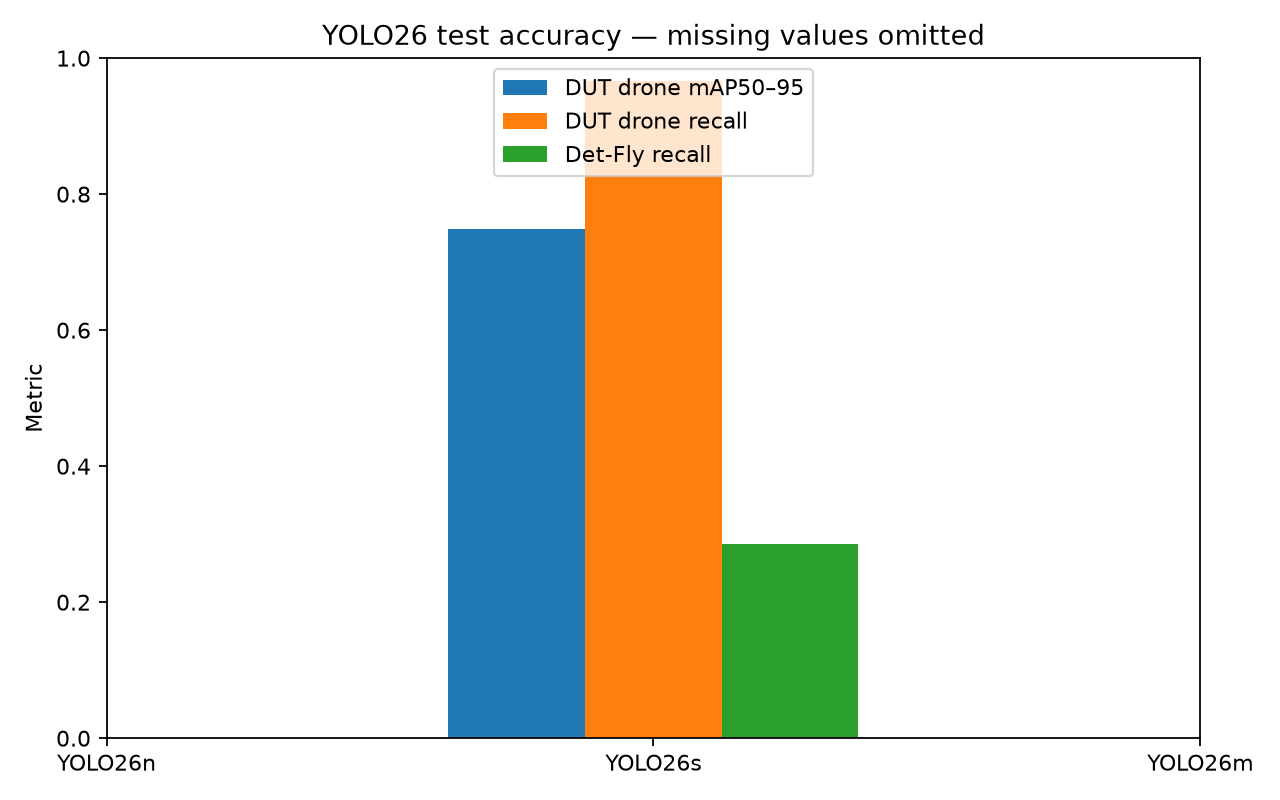 YOLO26 test accuracy — missing values omitted
DUT drone mAP50–95
DUT drone recall
Det-Fly recall
Metric
1.0
0.8
0.6
0.4
0.2
0.0
YOLO26n YOLO26s YOLO26m